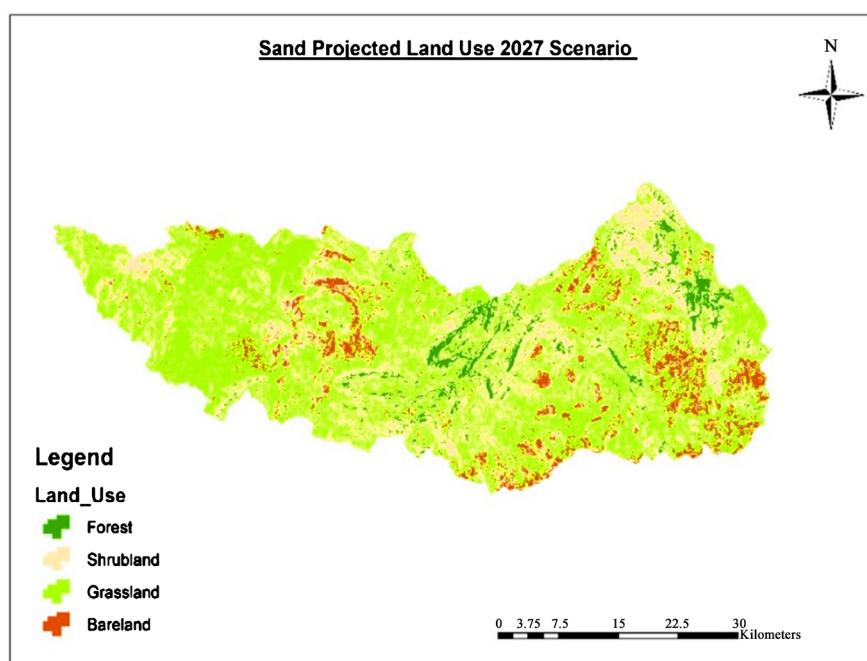 Sand Projected Land Use 2027 Scenario
N
Legend
Land_Use
Forest
Shrubland
Grassland
Bareland
0 3.75 7.5 15 22.5 30
Kilometers